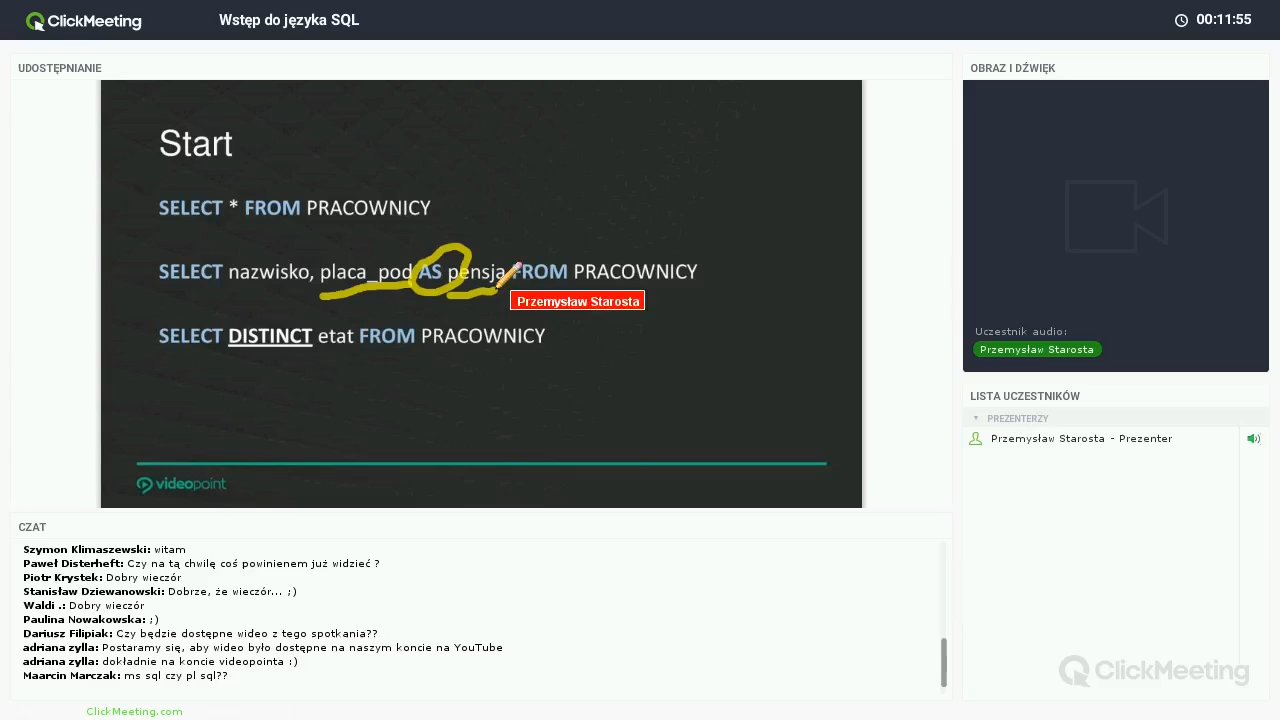 ClickMeeting
Wstęp do języka SQL
00:11:55
UDOSTĘPNIANIE
Start
SELECT * FROM PRACOWNICY
SELECT nazwisko, placa_pod AS pensja FROM PRACOWNICY
Przemysław Starosta
SELECT DISTINCT etat FROM PRACOWNICY
videopoint
OBRAZ I DŹWIĘK
Uczestnik audio:
Przemysław Starosta
LISTA UCZESTNIKÓW
PREZENTERZY
Przemysław Starosta - Prezenter
CZAT
Szymon Klimaszewski: witam
Paweł Disterheft: Czy na tą chwilę coś powinienem już widzieć ?
Piotr Krystek: Dobry wieczór
Stanisław Dziewanowski: Dobrze, że wieczór... ;)
Waldi .: Dobry wieczór
Paulina Nowakowska: ;)
Dariusz Filipiak: Czy będzie dostępne wideo z tego spotkania??
adriana zylla: Postaramy się, aby wideo było dostępne na naszym koncie na YouTube
adriana zylla: dokładnie na koncie videopointa :)
Maarcin Marczak: ms sql czy pl sql??
ClickMeeting
ClickMeeting.com